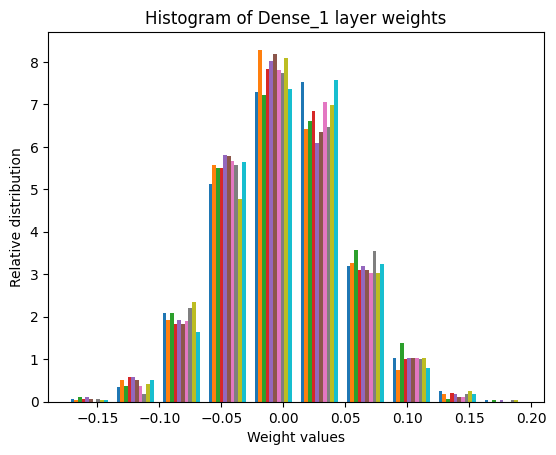 Histogram of Dense_1 layer weights
Relative distribution
8
7
6
5
4
3
2
1
0
−0.15 −0.10 −0.05 0.00 0.05 0.10 0.15 0.20
Weight values